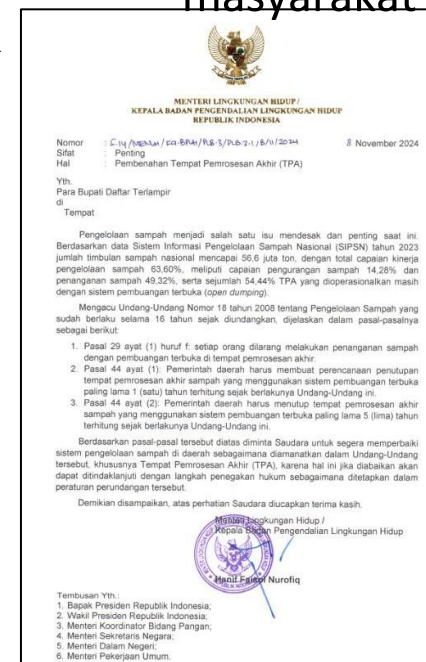 masyarakat
MENTERI LINGKUNGAN HIDUP/
KEPALA BADAN PENGENDALIAN LINGKUNGAN HIDUP
REPUBLIK INDONESIA
Nomor : 8 November 2024
Sifat : Penting
Hal : Pembenahan Tempat Pemrosesan Akhir (TPA)
Yth.
Para Bupati Daftar Terlampir
di
Tempat
Pengelolaan sampah menjadi salah satu isu mendesak dan penting saat ini.
Berdasarkan data Sistem Informasi Pengelolaan Sampah Nasional (SIPSN) tahun 2023
jumlah timbulan sampah nasional mencapai 56,6 juta ton, dengan total capaian kinerja
pengelolaan sampah 63,60%, meliputi capaian pengurangan sampah 14,28% dan
penanganan sampah 49,32%, serta sejumlah 54,44% TPA yang dioperasionalkan masih
dengan sistem pembuangan terbuka (open dumping).
Mengacu Undang-Undang Nomor 18 tahun 2008 tentang Pengelolaan Sampah yang
sudah berlaku selama 16 tahun sejak diundangkan, dijelaskan dalam pasal-pasalnya
sebagai berikut:
1. Pasal 29 ayat (1) huruf f: setiap orang dilarang melakukan penanganan sampah
dengan pembuangan terbuka di tempat pemrosesan akhir.
2. Pasal 44 ayat (1): Pemerintah daerah harus membuat perencanaan penutupan
tempat pemrosesan akhir sampah yang menggunakan sistem pembuangan terbuka
paling lama 1 (satu) tahun terhitung sejak berlakunya Undang-Undang ini.
3. Pasal 44 ayat (2): Pemerintah daerah harus menutup tempat pemrosesan akhir
sampah yang menggunakan sistem pembuangan terbuka paling lama 5 (lima) tahun
terhitung sejak berlakunya Undang-Undang ini.
Berdasarkan pasal-pasal tersebut diatas diminta Saudara untuk segera memperbaiki
sistem pengelolaan sampah di daerah sebagaimana diamanatkan dalam Undang-Undang
tersebut, khususnya Tempat Pemrosesan Akhir (TPA), karena hal ini jika diabaikan akan
dapat ditindaklanjuti dengan langkah penegakan hukum sebagaimana ditetapkan dalam
peraturan perundangan tersebut.
Demikian disampaikan, atas perhatian Saudara diucapkan terima kasih.
Menteri Lingkungan Hidup /
Kepala Badan Pengendalian Lingkungan Hidup
Hanif Faisol Nurofiq
Tembusan Yth.:
1. Bapak Presiden Republik Indonesia;
2. Wakil Presiden Republik Indonesia;
3. Menteri Koordinator Bidang Pangan;
4. Menteri Sekretaris Negara;
5. Menteri Dalam Negeri;
6. Menteri Pekerjaan Umum.